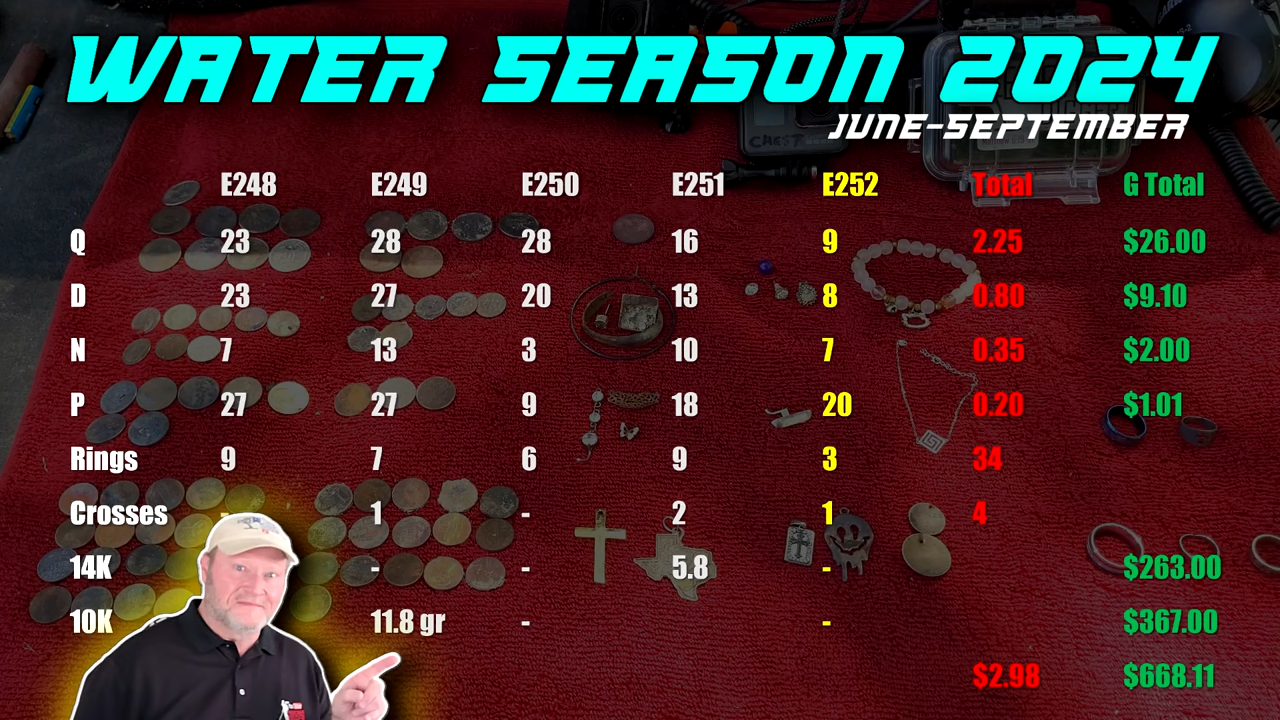 WATER SEASON 2024
JUNE-SEPTEMBER
E248 E249 E250 E251 E252 Total G Total
Q 23 28 28 16 9 2.25 $26.00
D 23 27 20 13 8 0.80 $9.10
N 7 13 3 10 7 0.35 $2.00
P 27 27 9 18 20 0.20 $1.01
Rings 9 7 6 9 3 34
Crosses - 1 - 2 1 4
14K - - 5.8 - $263.00
10K 11.8 gr - - $367.00
$2.98 $668.11
CHEST